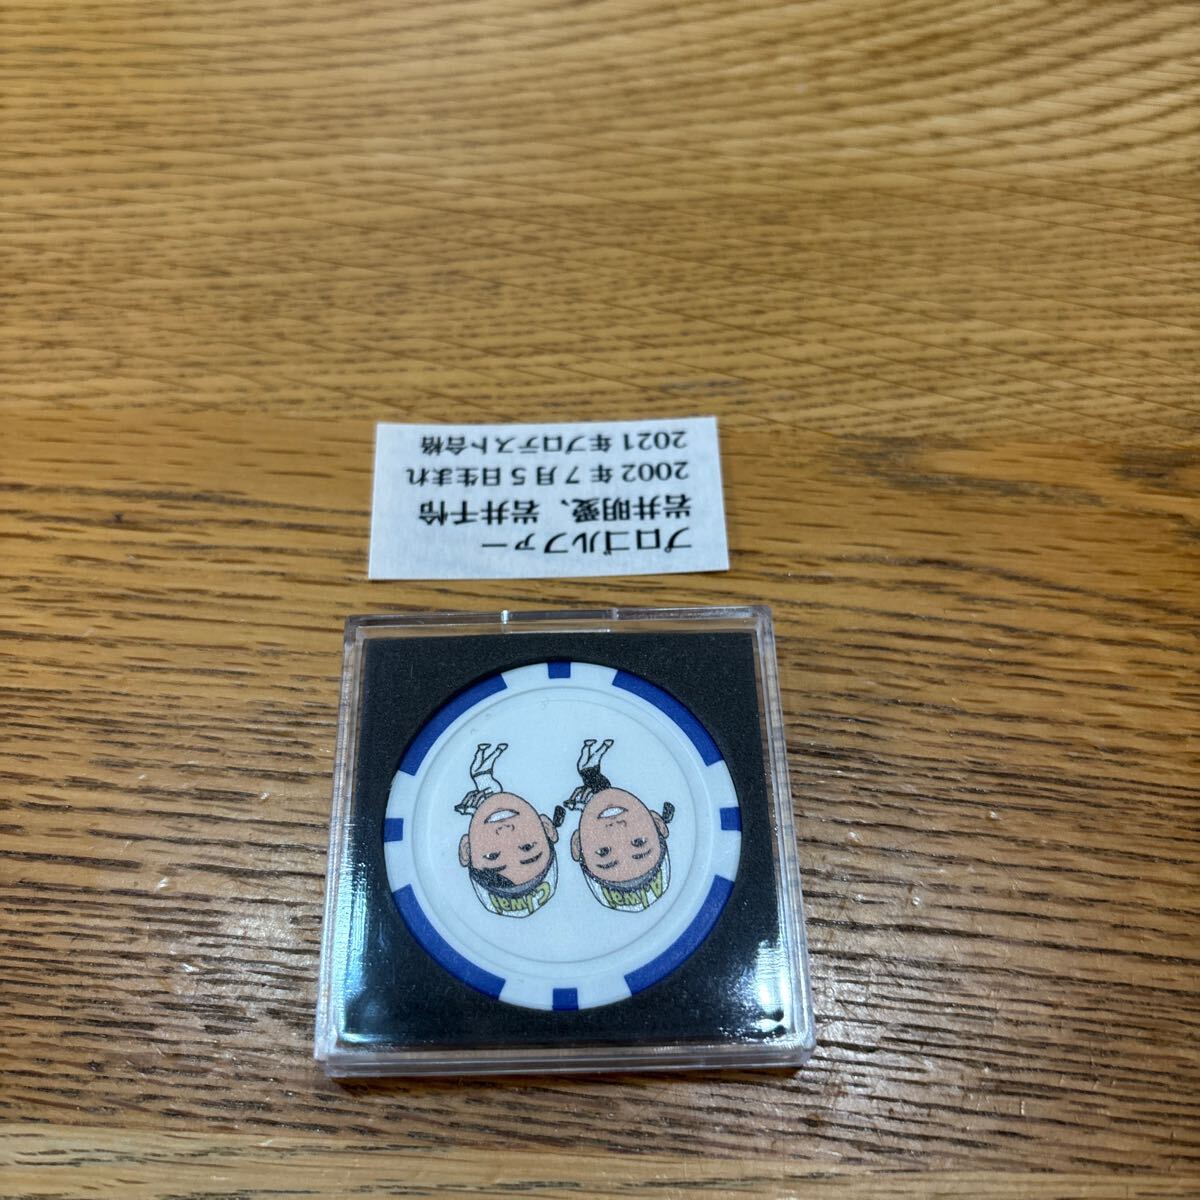 プロゴルファー
岩井明愛、岩井千怜
2002年7月5日生まれ
2021年プロテスト合格
A.Iwai
C.Iwai